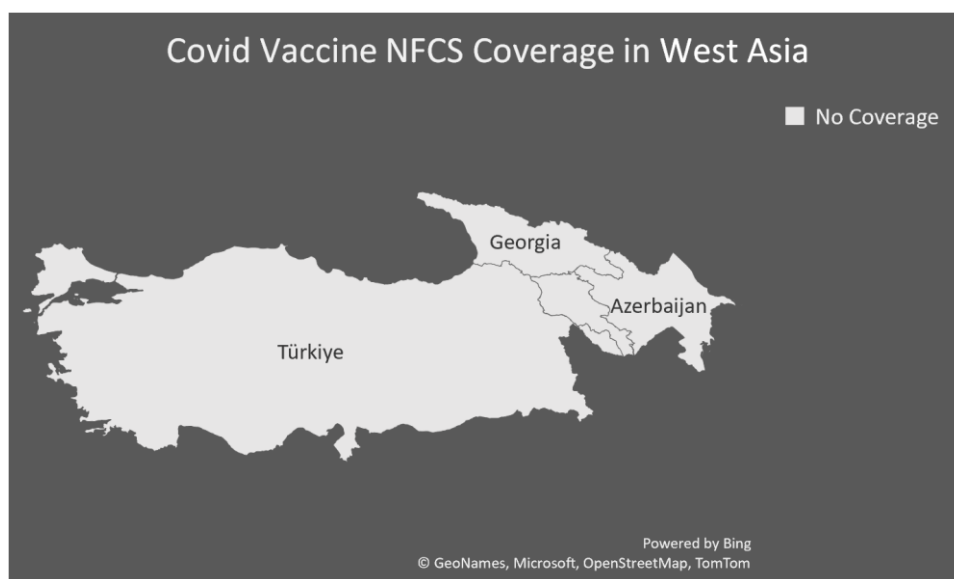 Covid Vaccine NFCS Coverage in West Asia
No Coverage
Georgia
Azerbaijan
Türkiye
Powered by Bing
© GeoNames, Microsoft, OpenStreetMap, TomTom